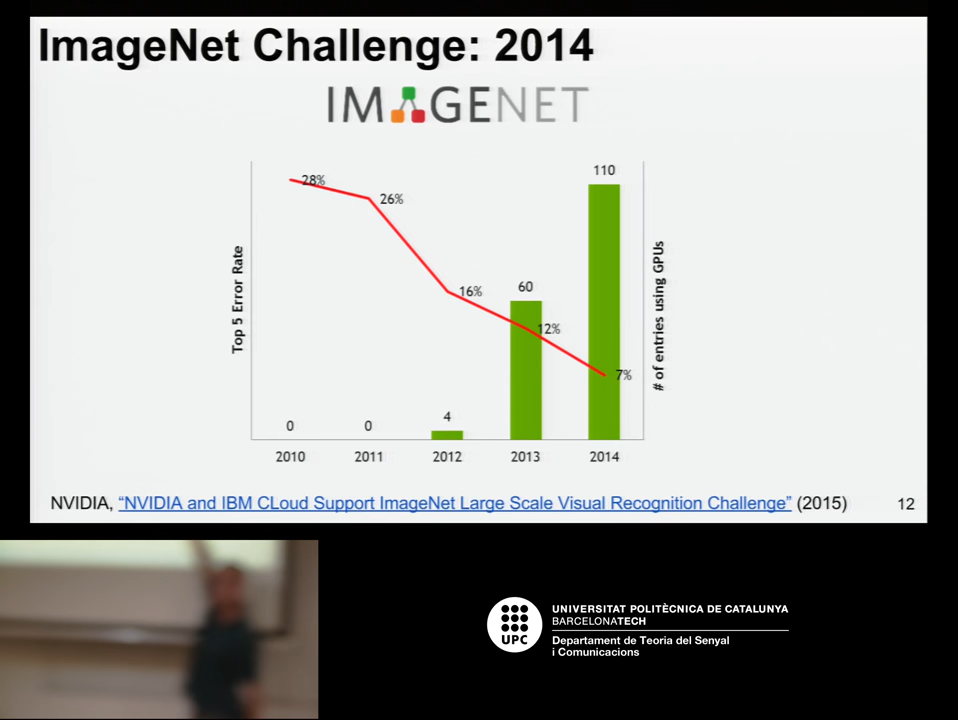 ImageNet Challenge: 2014
IMAGENET
110
28%
26%
60
16%
12%
7%
4
0
0
Top 5 Error Rate
# of entries using GPUs
2010 2011 2012 2013 2014
NVIDIA, “NVIDIA and IBM CLoud Support ImageNet Large Scale Visual Recognition Challenge” (2015)
12
UPC
UNIVERSITAT POLITÈCNICA DE CATALUNYA
BARCELONATECH
Departament de Teoria del Senyal
i Comunicacions